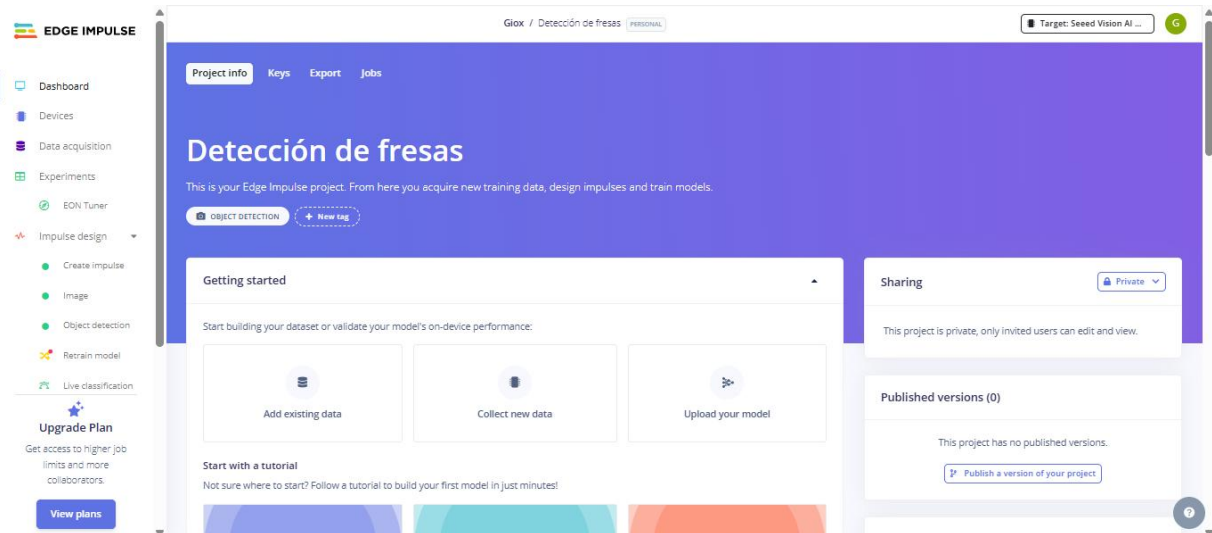 EDGE IMPULSE
Giox / Detección de fresas PERSONAL
Target: Seeed Vision AI ...
G
Dashboard
Devices
Data acquisition
Experiments
EON Tuner
Impulse design
Create impulse
Image
Object detection
Retrain model
Live classification
Upgrade Plan
Get access to higher job
limits and more
collaborators.
View plans
Project info Keys Export Jobs
Detección de fresas
This is your Edge Impulse project. From here you acquire new training data, design impulses and train models.
OBJECT DETECTION + New tag
Getting started
Start building your dataset or validate your model's on-device performance:
Add existing data
Collect new data
Upload your model
Start with a tutorial
Not sure where to start? Follow a tutorial to build your first model in just minutes!
Sharing
Private
This project is private, only invited users can edit and view.
Published versions (0)
This project has no published versions.
Publish a version of your project
?